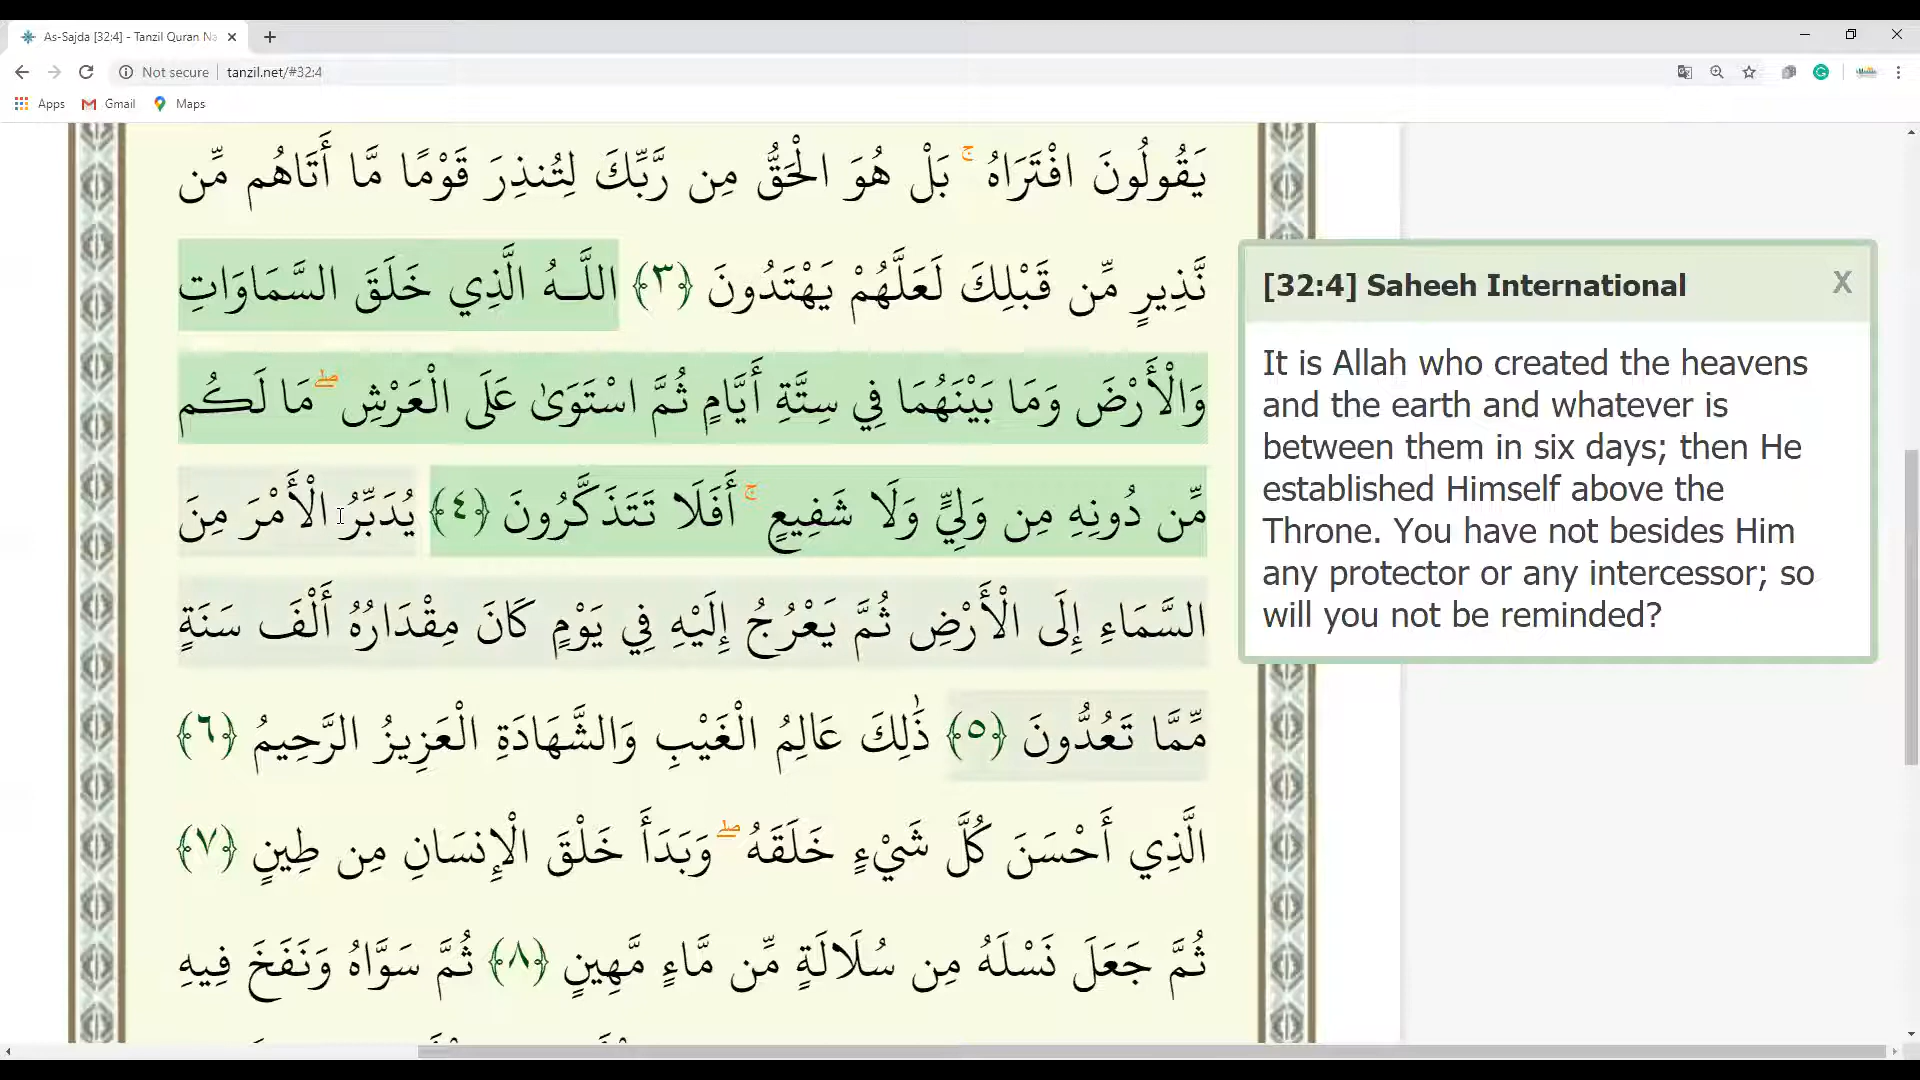 As-Sajda [32:4] - Tanzil Quran Na
Not secure
tanzil.net/#32:4
Apps
Gmail
Maps
يَقُولُونَ افْتَرَاهُ ۚ بَلْ هُوَ الْحَقُّ مِن رَّبِّكَ لِتُنذِرَ قَوْمًا مَّا أَتَاهُم مِّن
نَّذِيرٍ مِّن قَبْلِكَ لَعَلَّهُمْ يَهْتَدُونَ ﴿٣﴾ اللَّـهُ الَّذِي خَلَقَ السَّمَاوَاتِ
وَالْأَرْضَ وَمَا بَيْنَهُمَا فِي سِتَّةِ أَيَّامٍ ثُمَّ اسْتَوَىٰ عَلَى الْعَرْشِ ۖ مَا لَكُم
مِّن دُونِهِ مِن وَلِيٍّ وَلَا شَفِيعٍ ۚ أَفَلَا تَتَذَكَّرُونَ ﴿٤﴾ يُدَبِّرُ الْأَمْرَ مِنَ
السَّمَاءِ إِلَى الْأَرْضِ ثُمَّ يَعْرُجُ إِلَيْهِ فِي يَوْمٍ كَانَ مِقْدَارُهُ أَلْفَ سَنَةٍ
مِّمَّا تَعُدُّونَ ﴿٥﴾ ذَٰلِكَ عَالِمُ الْغَيْبِ وَالشَّهَادَةِ الْعَزِيزُ الرَّحِيمُ ﴿٦﴾
الَّذِي أَحْسَنَ كُلَّ شَيْءٍ خَلَقَهُ ۖ وَبَدَأَ خَلْقَ الْإِنسَانِ مِن طِينٍ ﴿٧﴾
ثُمَّ جَعَلَ نَسْلَهُ مِن سُلَالَةٍ مِّن مَّاءٍ مَّهِينٍ ﴿٨﴾ ثُمَّ سَوَّاهُ وَنَفَخَ فِيهِ
[32:4] Saheeh International
X
It is Allah who created the heavens
and the earth and whatever is
between them in six days; then He
established Himself above the
Throne. You have not besides Him
any protector or any intercessor; so
will you not be reminded?